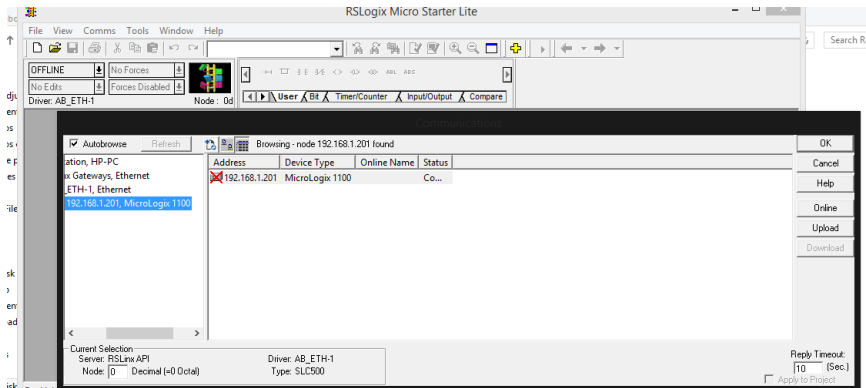 RSLogix Micro Starter Lite
File View Comms Tools Window Help
Search R
OFFLINE No Forces
No Edits Forces Disabled
Driver: AB_ETH-1 Node: 0d
ABL ABS
User Bit Timer/Counter Input/Output Compare
Communications
Autobrowse Refresh Browsing - node 192.168.1.201 found
OK
Cancel
Help
Online
Upload
Download
ation, HP-PC
x Gateways, Ethernet
_ETH-1, Ethernet
192.168.1.201, MicroLogix 1100
Address Device Type Online Name Status
192.168.1.201 MicroLogix 1100 Co...
Current Selection
Server: RSLinx API Driver: AB_ETH-1
Node: 0 Decimal (=0 Octal) Type: SLC500
Reply Timeout:
10 (Sec.)
Apply to Project